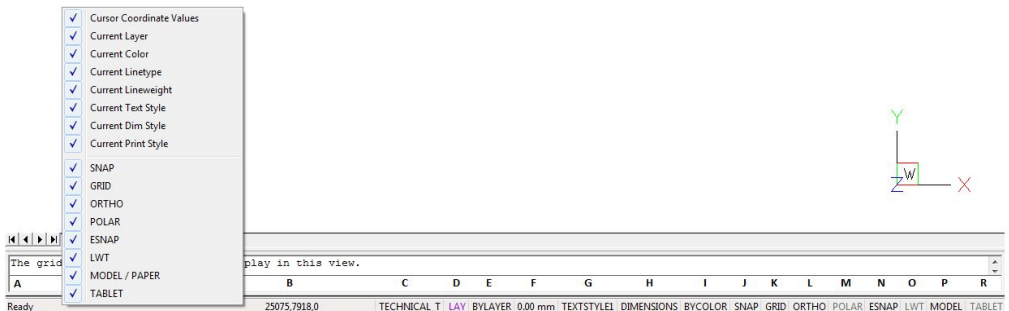 Cursor Coordinate Values
Current Layer
Current Color
Current Linetype
Current Lineweight
Current Text Style
Current Dim Style
Current Print Style
SNAP
GRID
ORTHO
POLAR
ESNAP
LWT
MODEL / PAPER
TABLET
Y
W
Z
X
The grid play in this view.
A B C D E F G H I J K L M N O P R
Ready 25075,7918,0 TECHNICAL T LAY BYLAYER 0.00 mm TEXTSTYLE1 DIMENSIONS BYCOLOR SNAP GRID ORTHO POLAR ESNAP LWT MODEL TABLET